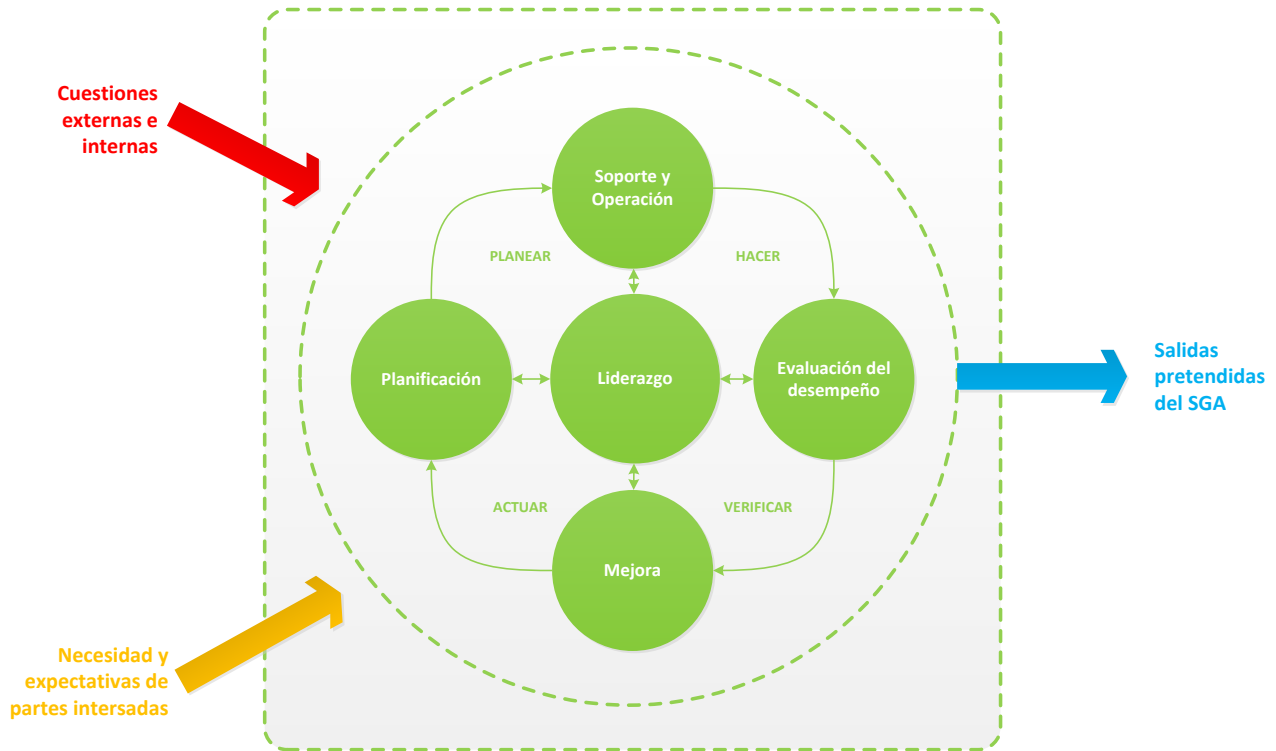 Cuestiones
externas e
internas
Soporte y
Operación
PLANEAR
HACER
Planificación
Liderazgo
Evaluación del
desempeño
Salidas
pretendidas
del SGA
ACTUAR
VERIFICAR
Mejora
Necesidad y
expectativas de
partes intersadas